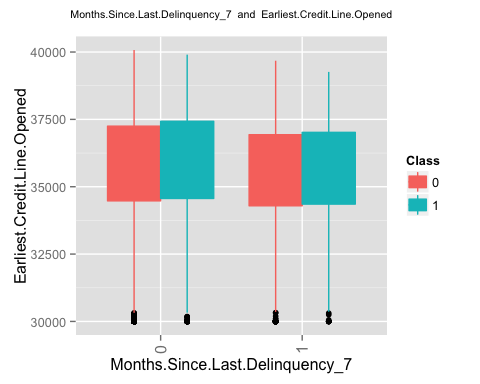 Months.Since.Last.Delinquency_7 and Earliest.Credit.Line.Opened
Earliest.Credit.Line.Opened
40000
37500
35000
32500
30000
0
1
Months.Since.Last.Delinquency_7
Class
0
1